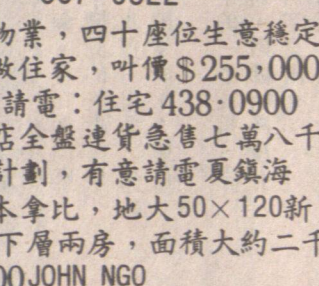 物業，四十座位生意穩定
做住家，叫價$255,000
請電：住宅438·0900
店全盤連貨急售七萬八千
計劃，有意請電夏鎮海
本拿比，地大50×120新
下層兩房，面積大約二千
00 JOHN NGO